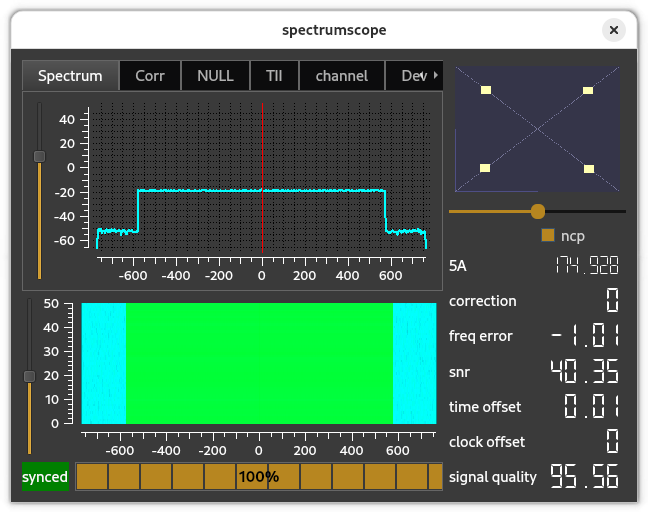 spectrumscope
Spectrum Corr NULL TII channel Dev
40
20
0
-20
-40
-60
-600 -400 -200 0 200 400 600
ncp
5A 174.928
correction 0
freq error -1.01
snr 40.35
time offset 0.01
clock offset 0
signal quality 95.56
50
40
30
20
10
0
-600 -400 -200 0 200 400 600
synced 100%